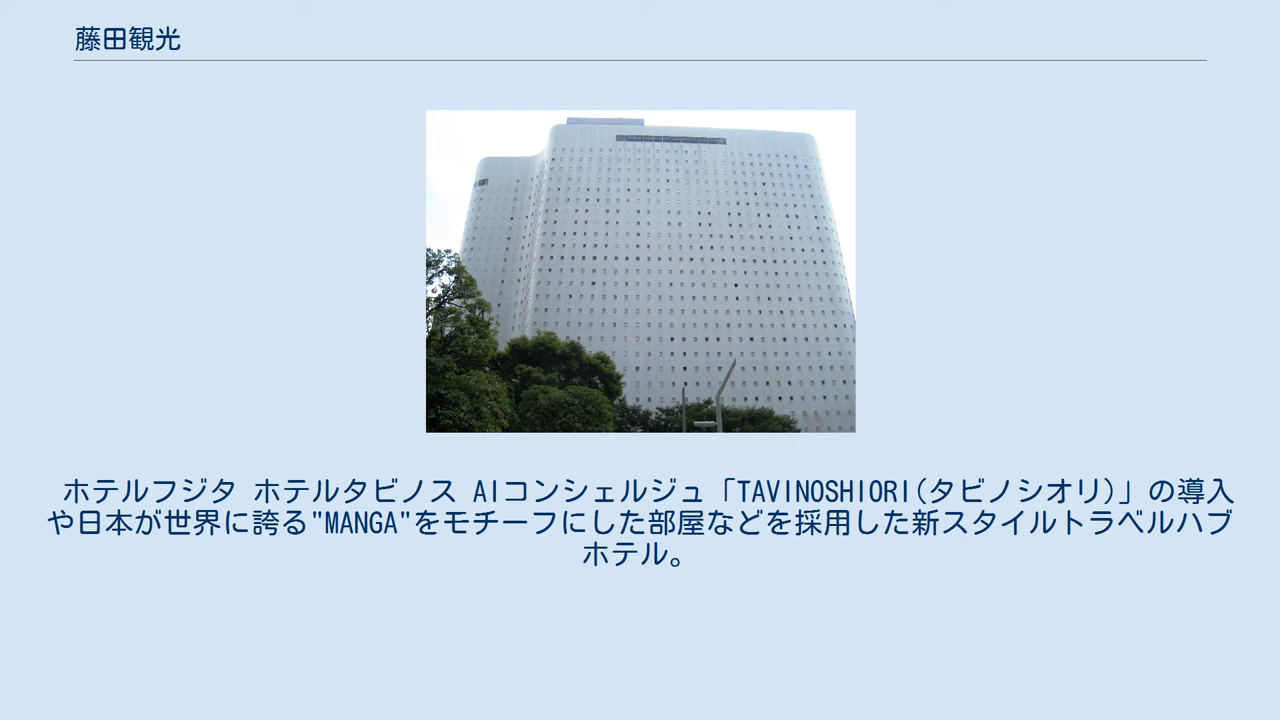 藤田観光
ホテルフジタ ホテルタビノス AIコンシェルジュ「TAVINOSHIORI(タビノシオリ)」の導入
や日本が世界に誇る"MANGA"をモチーフにした部屋などを採用した新スタイルトラベルハブ
ホテル。